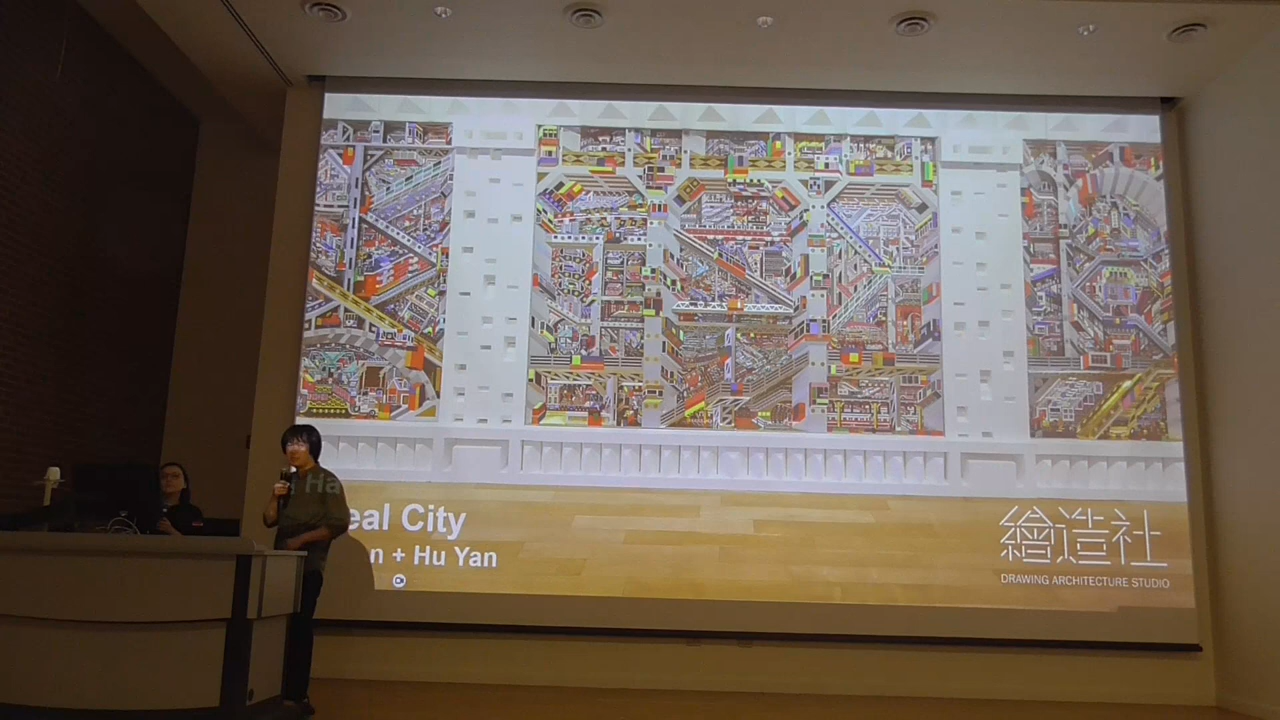 eal City
n + Hu Yan
繪造社
DRAWING ARCHITECTURE STUDIO